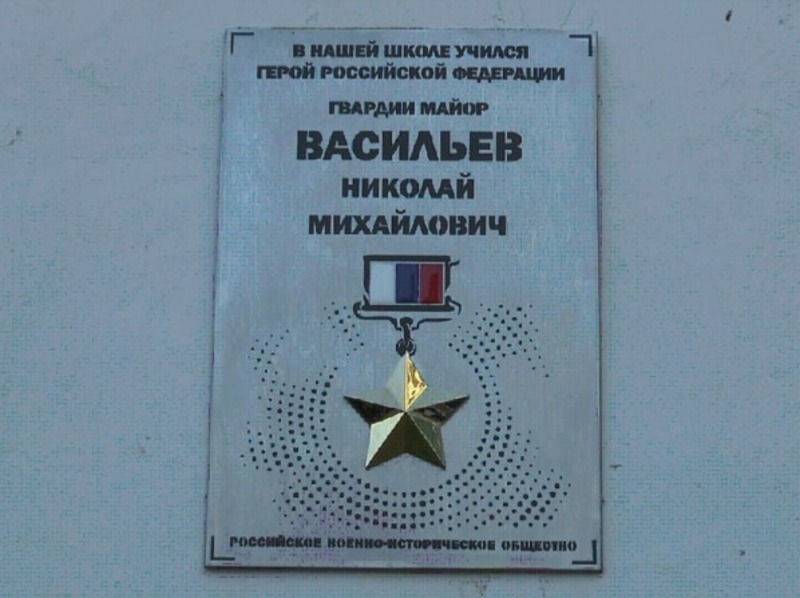 В НАШЕЙ ШКОЛЕ УЧИЛСЯ
ГЕРОЙ РОССИЙСКОЙ ФЕДЕРАЦИИ
ГВАРДИИ МАЙОР
ВАСИЛЬЕВ
НИКОЛАЙ
МИХАЙЛОВИЧ
РОССИЙСКОЕ ВОЕННО-ИСТОРИЧЕСКОЕ ОБЩЕСТВО